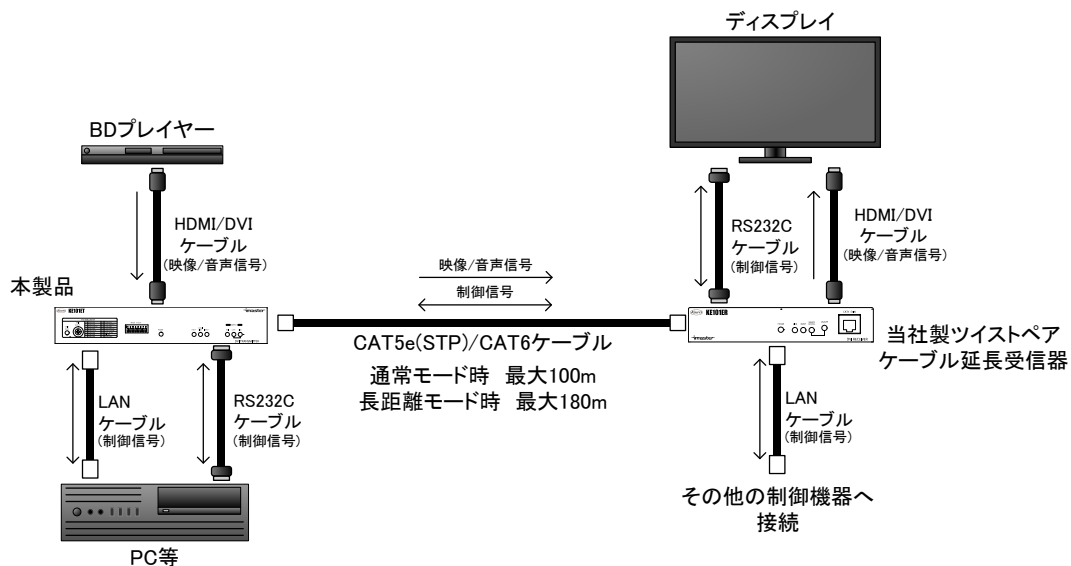 ディスプレイ
BDプレイヤー
HDMI/DVI
ケーブル
(映像/音声信号)
RS232C
ケーブル
(制御信号)
HDMI/DVI
ケーブル
(映像/音声信号)
映像/音声信号
制御信号
本製品
KE101ET
imaster
KE101ER
imaster
当社製ツイストペア
ケーブル延長受信器
CAT5e(STP)/CAT6ケーブル
通常モード時 最大100m
長距離モード時 最大180m
LAN
ケーブル
(制御信号)
RS232C
ケーブル
(制御信号)
LAN
ケーブル
(制御信号)
その他の制御機器へ
接続
PC等